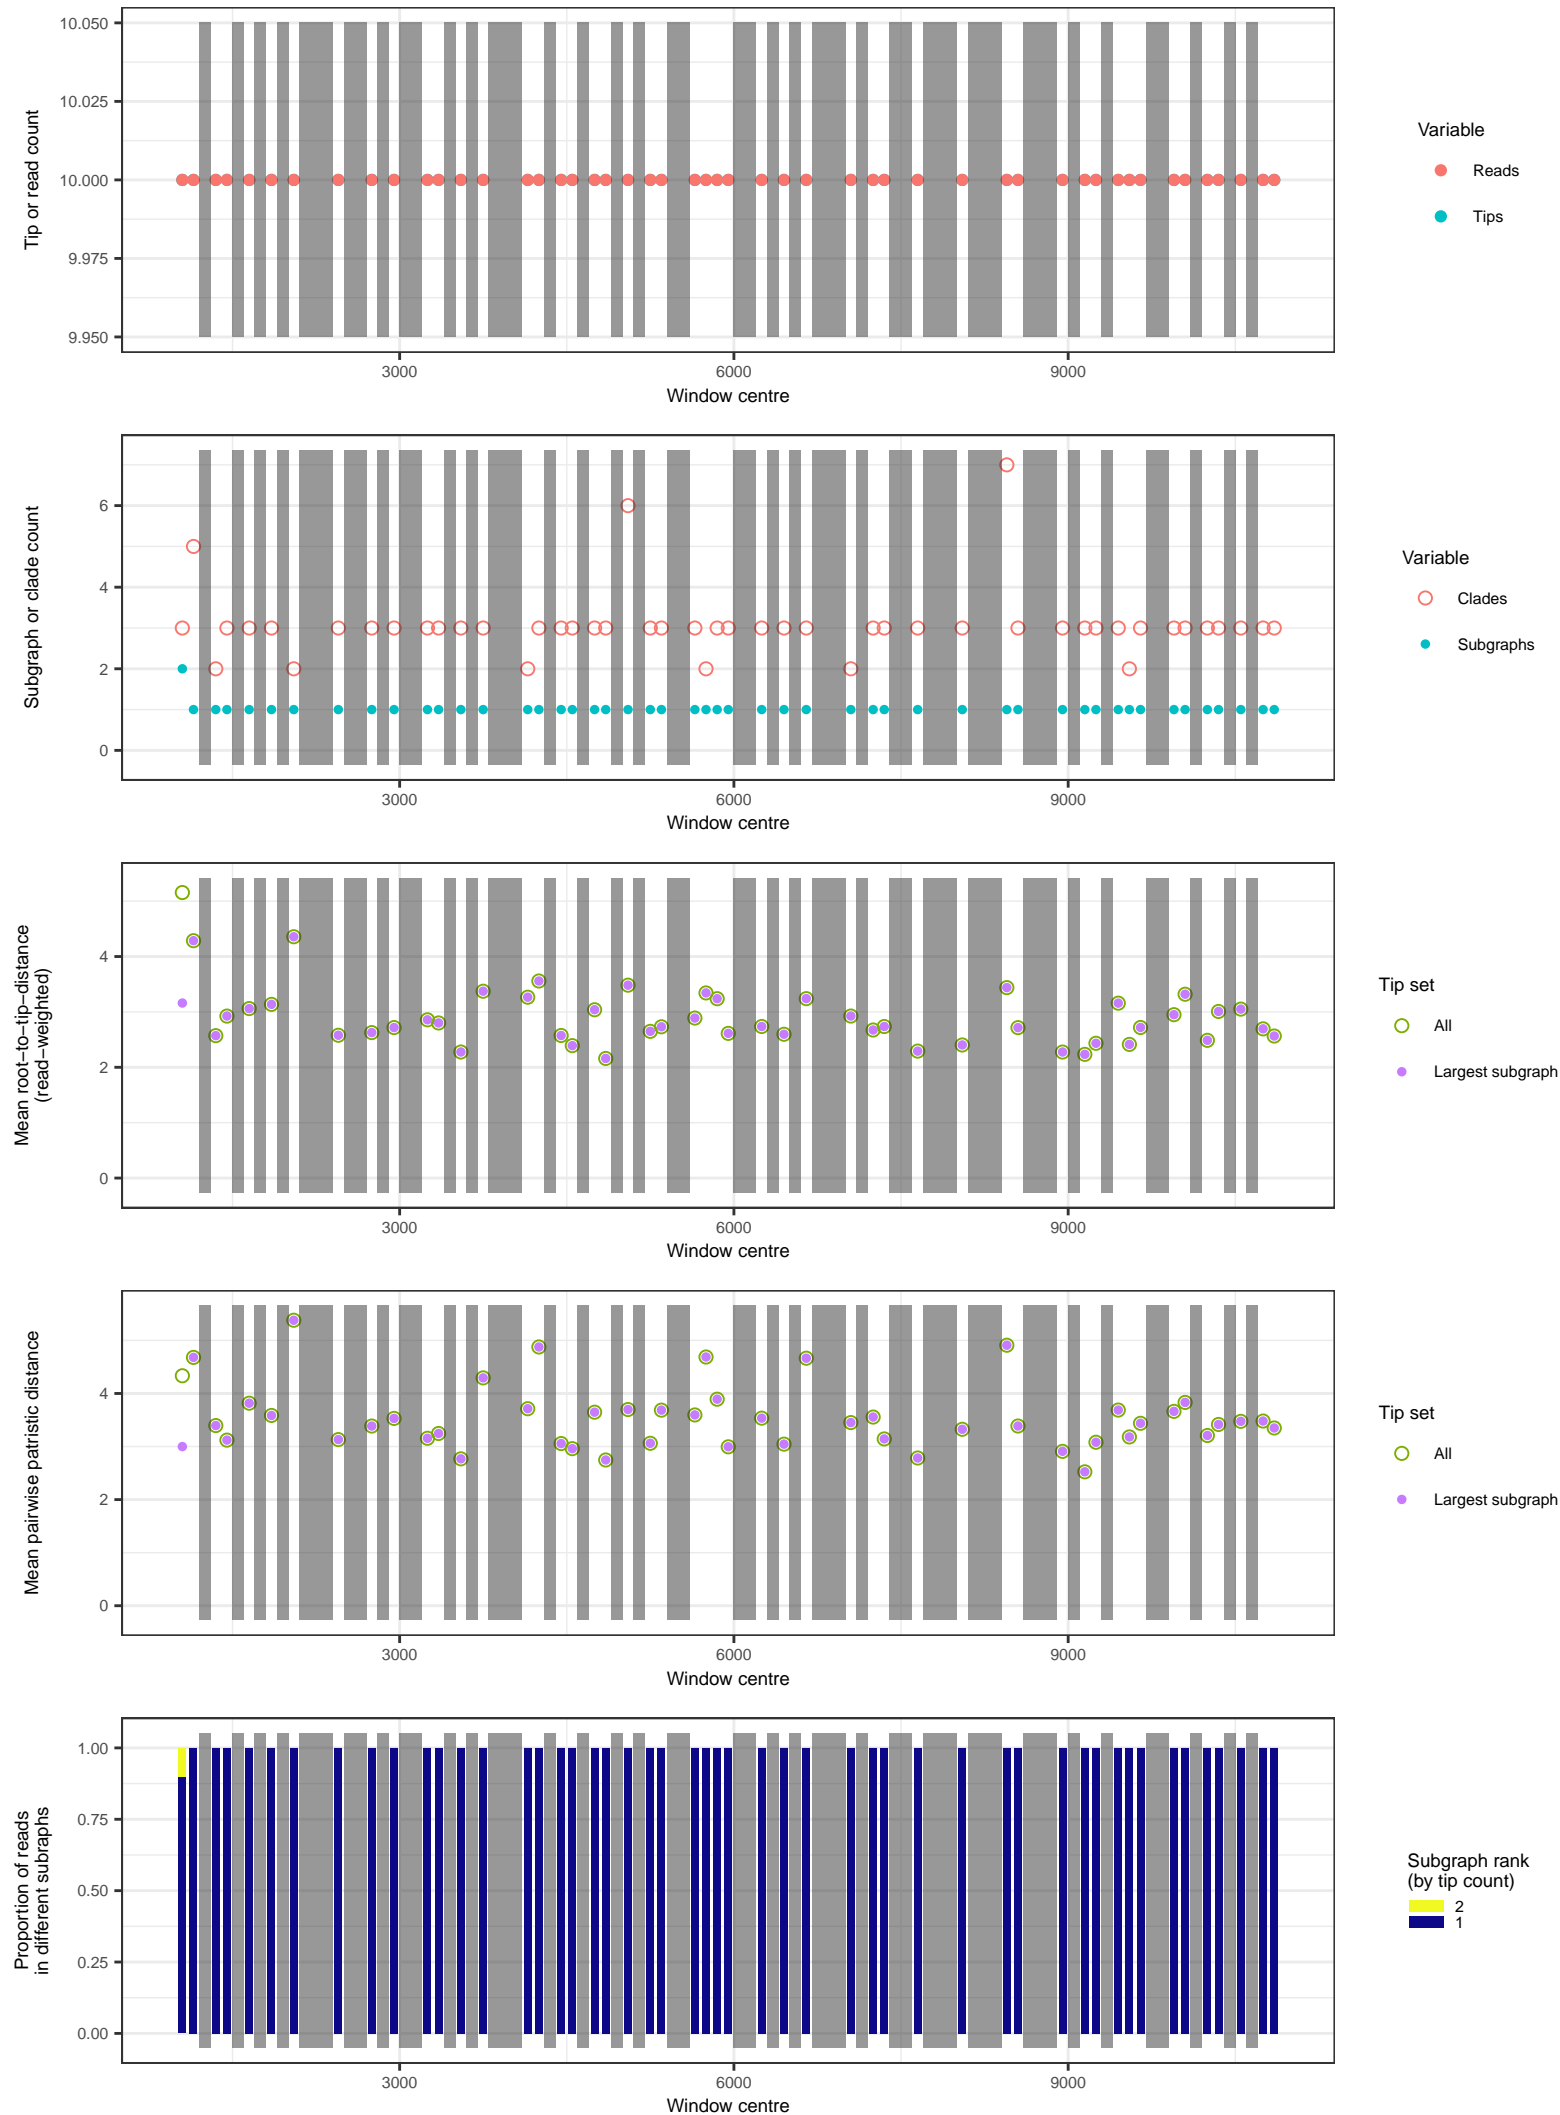 10.050
10.025
10.000
9.975
9.950
Tip or read count
3000 6000 9000
Window centre
Variable
Reads
Tips
6
4
2
0
Subgraph or clade count
3000 6000 9000
Window centre
Variable
Clades
Subgraphs
4
2
0
Mean root−to−tip−distance
(read−weighted)
3000 6000 9000
Window centre
Tip set
All
Largest subgraph
4
2
0
Mean pairwise patristic distance
3000 6000 9000
Window centre
Tip set
All
Largest subgraph
1.00
0.75
0.50
0.25
0.00
Proportion of reads
in different subraphs
3000 6000 9000
Window centre
Subgraph rank
(by tip count)
2
1